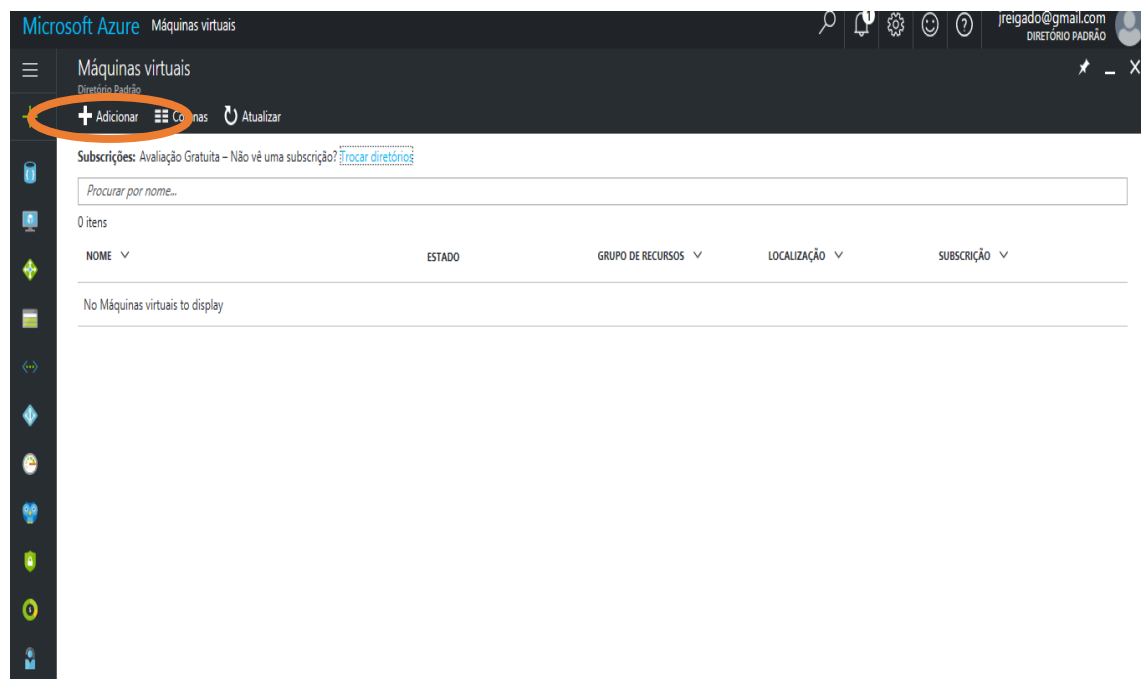 Microsoft Azure Máquinas virtuais
1
jreigado@gmail.com
DIRETÓRIO PADRÃO
Máquinas virtuais
Diretório Padrão
Adicionar Colunas Atualizar
Subscrições: Avaliação Gratuita – Não vê uma subscrição? Trocar diretórios
Procurar por nome...
0 itens
NOME ESTADO GRUPO DE RECURSOS LOCALIZAÇÃO SUBSCRIÇÃO
No Máquinas virtuais to display